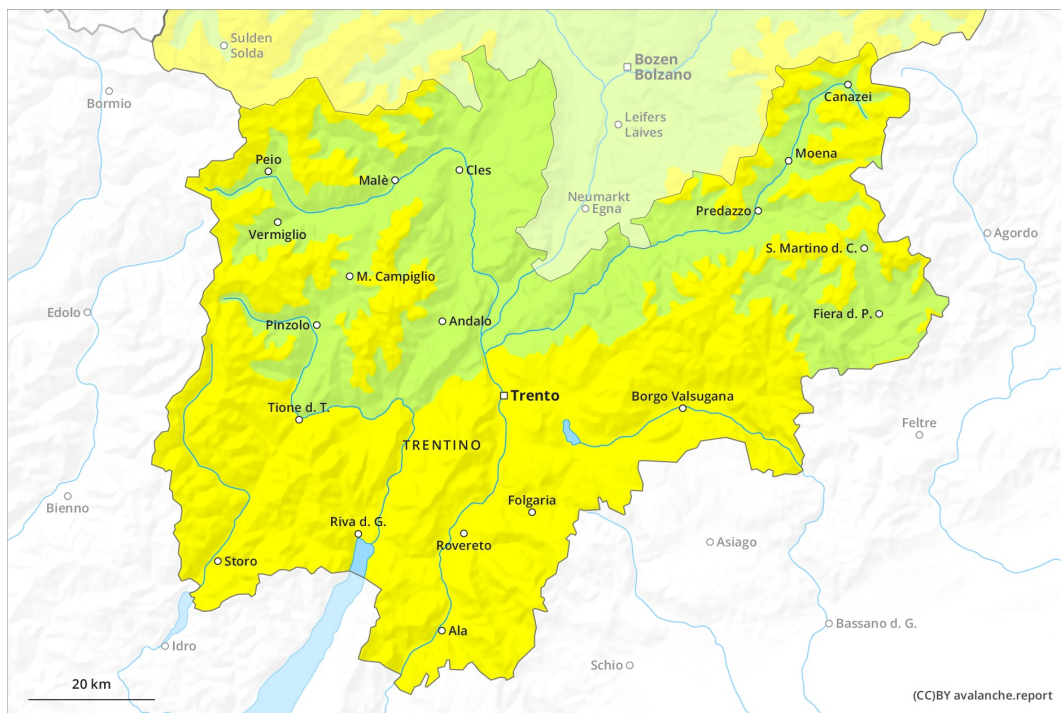 Sulden
Solda
Bozen
Bolzano
Bormio
Canazei
Leifers
Laives
Moena
Peio
Malè
Cles
Neumarkt
Egna
Predazzo
Vermiglio
Agordo
S. Martino d. C.
M. Campiglio
Edolo
Fiera d. P.
Pinzolo
Andalo
Trento
Borgo Valsugana
Tione d. T.
Feltre
TRENTINO
Bienno
Folgaria
Riva d. G.
Rovereto
Asiago
Storo
Bassano d. G.
Ala
Idro
Schio
20 km
(CC)BY avalanche.report